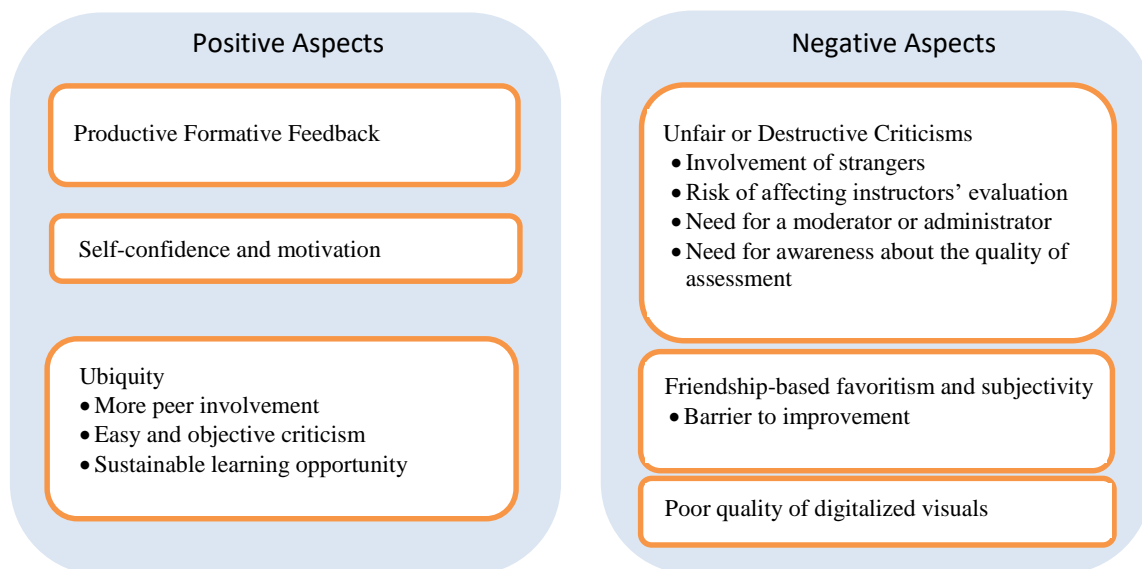 Positive Aspects
Productive Formative Feedback
Self-confidence and motivation
Ubiquity
• More peer involvement
• Easy and objective criticism
• Sustainable learning opportunity
Negative Aspects
Unfair or Destructive Criticisms
• Involvement of strangers
• Risk of affecting instructors’ evaluation
• Need for a moderator or administrator
• Need for awareness about the quality of
assessment
Friendship-based favoritism and subjectivity
• Barrier to improvement
Poor quality of digitalized visuals